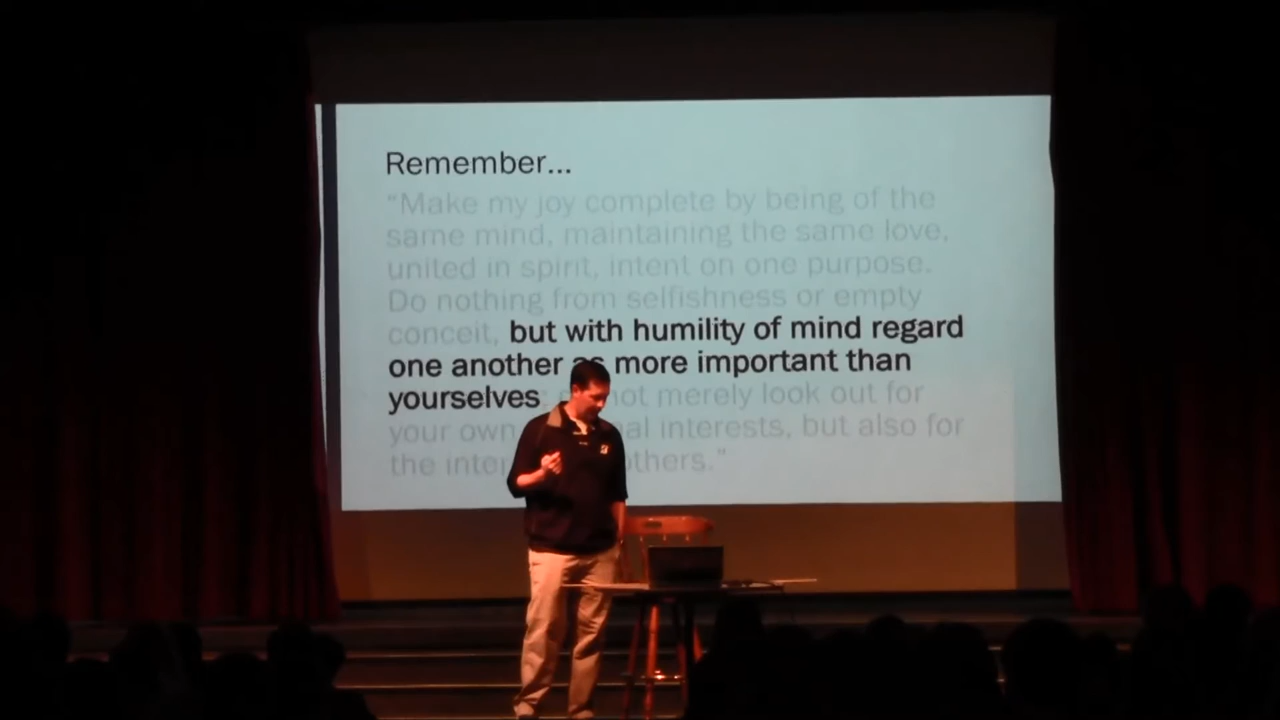 Remember...
“Make my joy complete by being of the
same mind, maintaining the same love,
united in spirit, intent on one purpose.
Do nothing from selfishness or empty
conceit, but with humility of mind regard
one another as more important than
yourselves not merely look out for
your own interests, but also for
the